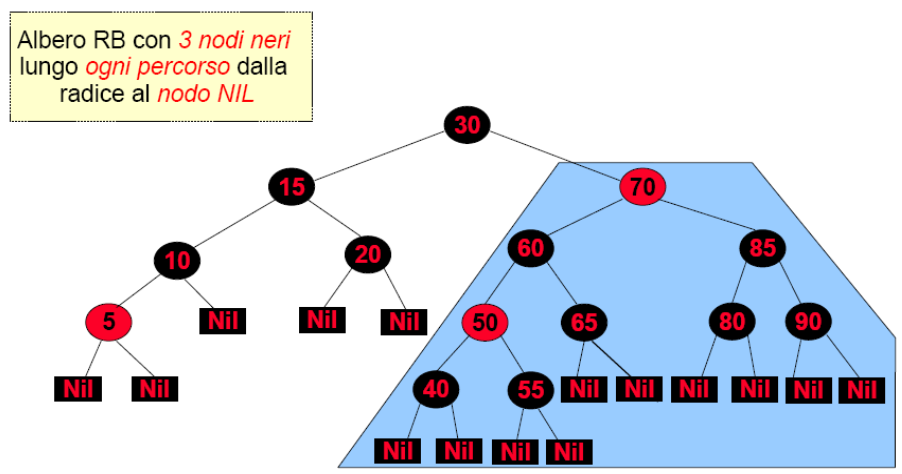 Albero RB con 3 nodi neri
lungo ogni percorso dalla
radice al nodo NIL
30
15 70
10 20 60 85
5 Nil Nil Nil 50 65 80 90
Nil Nil 40 55 Nil Nil Nil Nil Nil Nil
Nil Nil Nil Nil